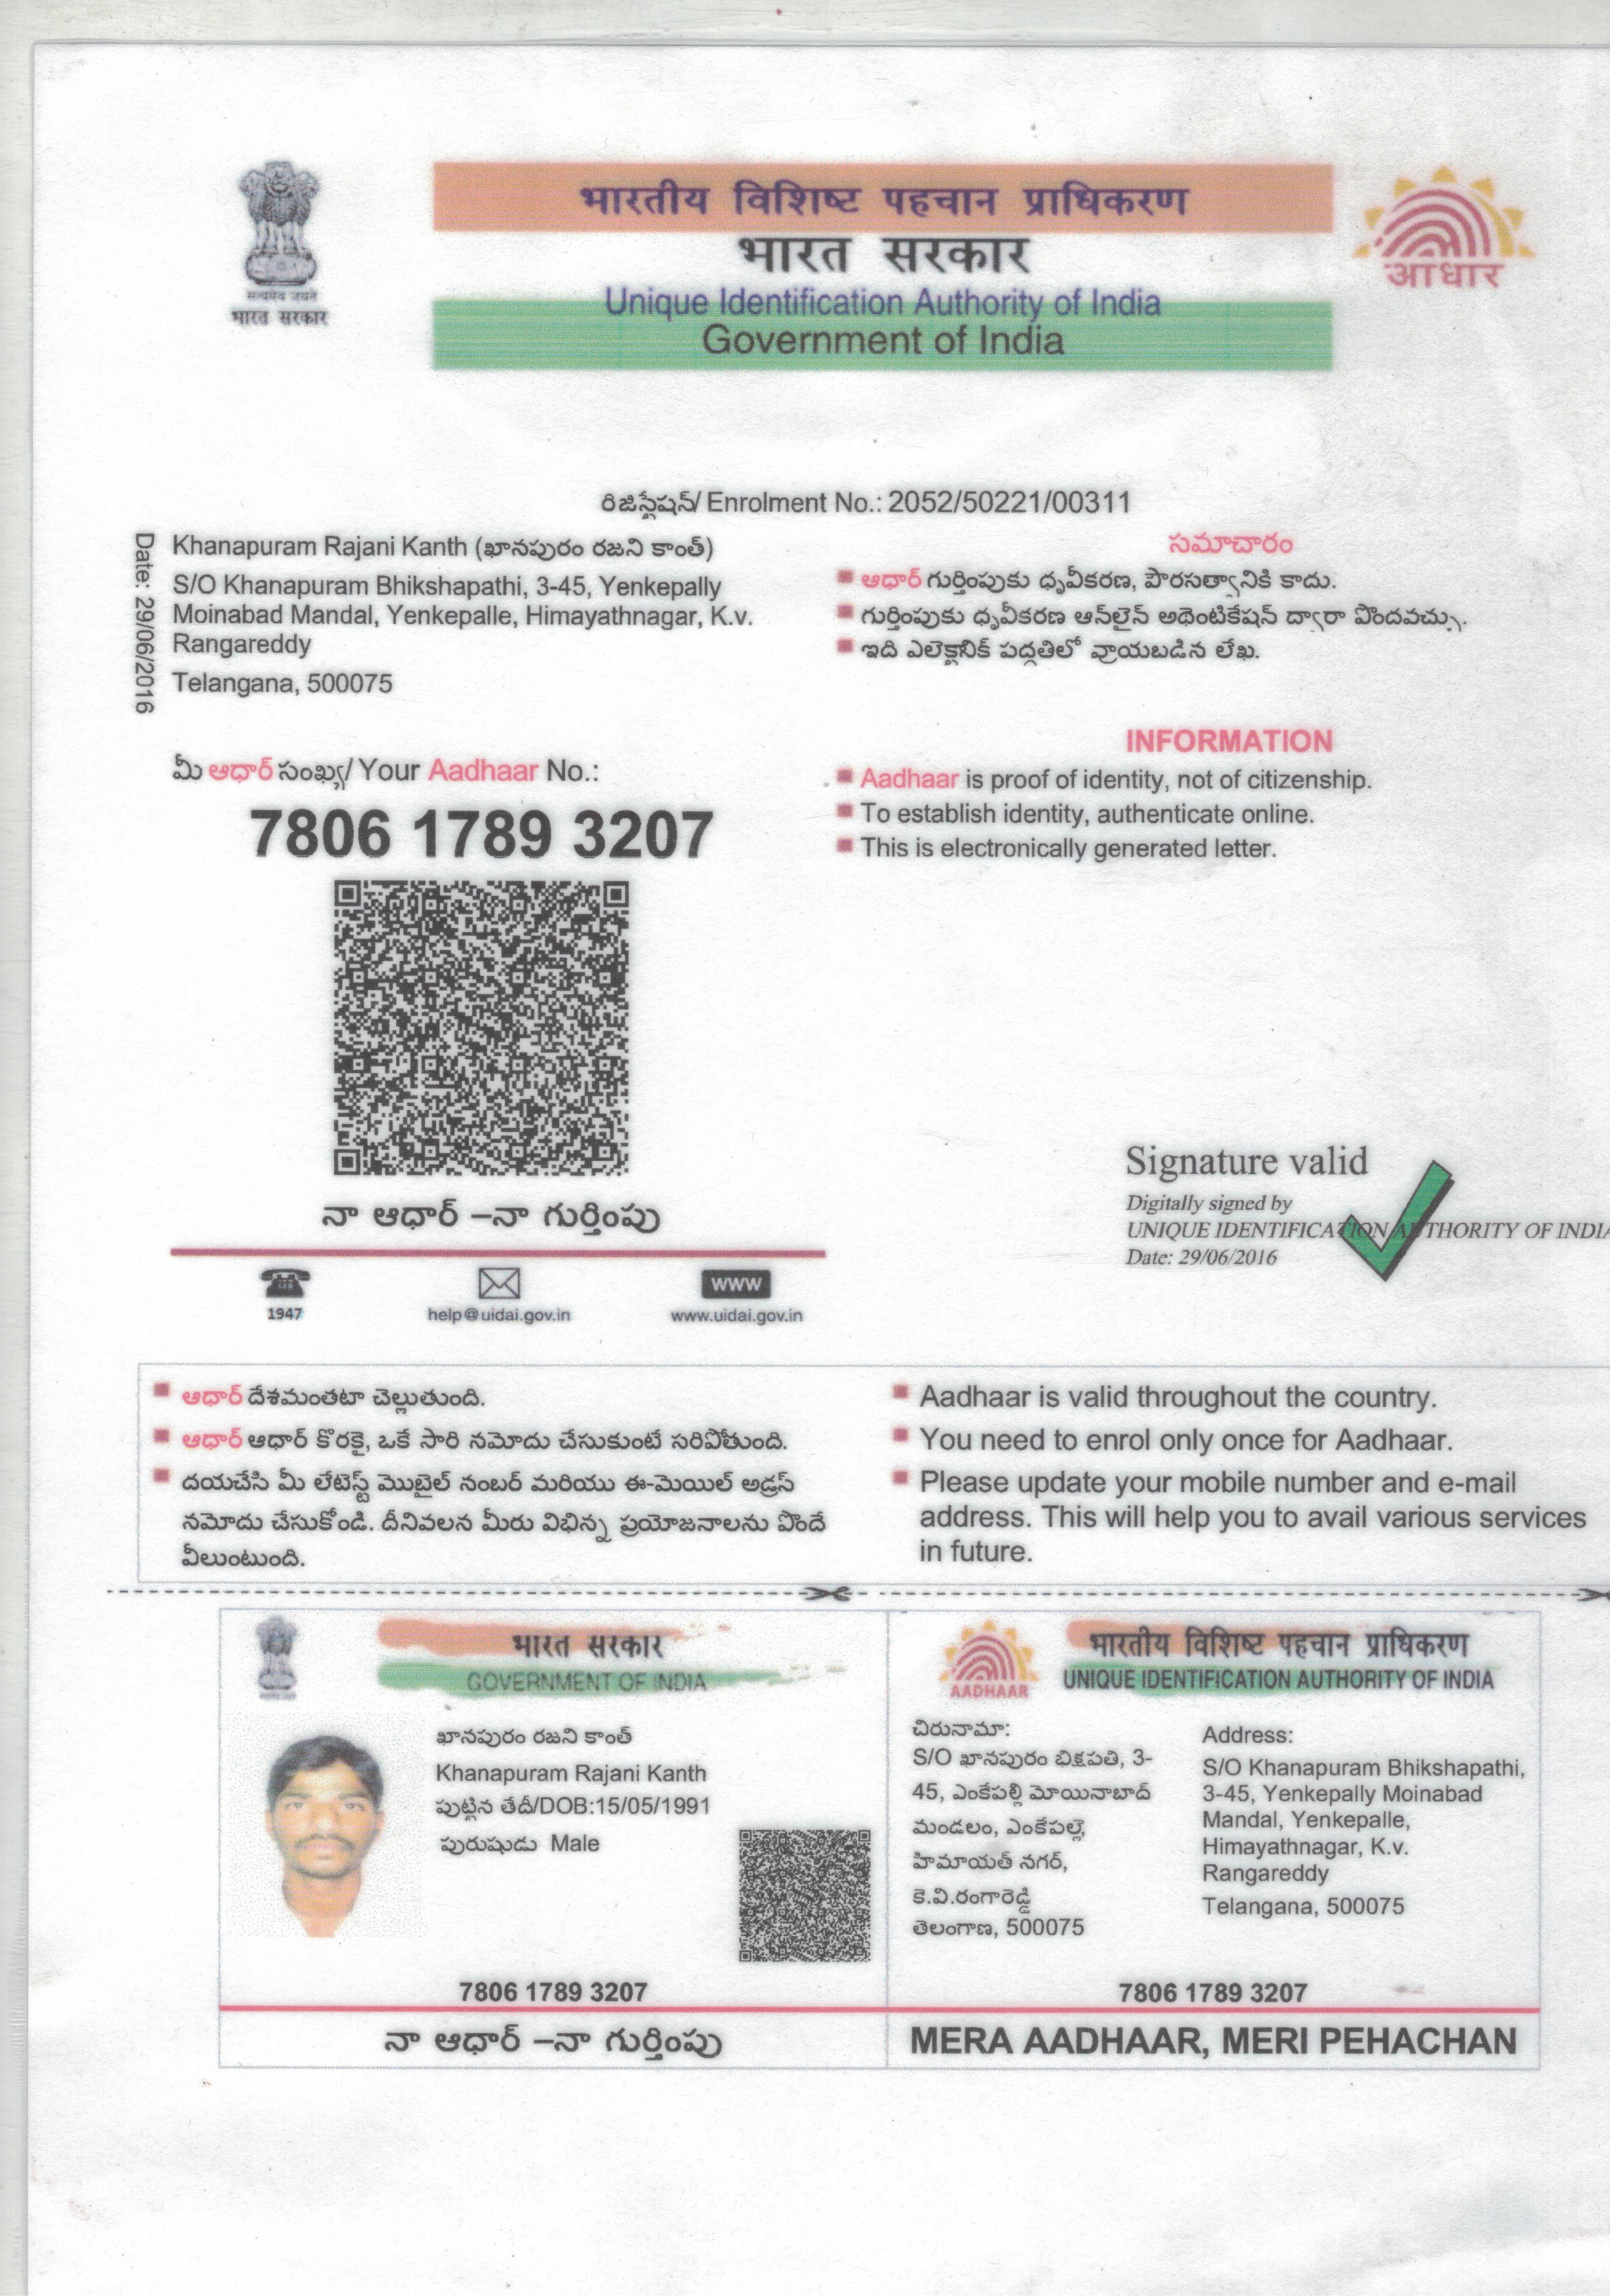 भारतीय विशिष्ट पहचान प्राधिकरण
भारत सरकार
Unique Identification Authority of India
Government of India
सत्यमेव जयते
भारत सरकार
आधार
రిజిస్ట్రేషన్/ Enrolment No.: 2052/50221/00311
Date: 29/06/2016
Khanapuram Rajani Kanth (ఖానపురం రజని కాంత్)
S/O Khanapuram Bhikshapathi, 3-45, Yenkepally
Moinabad Mandal, Yenkepalle, Himayathnagar, K.v.
Rangareddy
Telangana, 500075
మీ ఆధార్ సంఖ్య/ Your Aadhaar No.:
7806 1789 3207
నా ఆధార్ –నా గుర్తింపు
1947
help@uidai.gov.in
www
www.uidai.gov.in
సమాచారం
ఆధార్ గుర్తింపుకు ధృవీకరణ, పౌరసత్వానికి కాదు.
గుర్తింపుకు ధృవీకరణ ఆన్‌లైన్ అథెంటికేషన్ ద్వారా పొందవచ్చు.
ఇది ఎలెక్ట్రానిక్ పద్ధతిలో వ్రాయబడిన లేఖ.
INFORMATION
Aadhaar is proof of identity, not of citizenship.
To establish identity, authenticate online.
This is electronically generated letter.
Signature valid
Digitally signed by
UNIQUE IDENTIFICATION AUTHORITY OF INDIA
Date: 29/06/2016
ఆధార్ దేశమంతటా చెల్లుతుంది.
ఆధార్ ఆధార్ కొరకై, ఒకే సారి నమోదు చేసుకుంటే సరిపోతుంది.
దయచేసి మీ లేటెస్ట్ మొబైల్ నంబర్ మరియు ఈ-మెయిల్ అడ్రస్
నమోదు చేసుకోండి. దీనివలన మీరు విభిన్న ప్రయోజనాలను పొందే
వీలుంటుంది.
Aadhaar is valid throughout the country.
You need to enrol only once for Aadhaar.
Please update your mobile number and e-mail
address. This will help you to avail various services
in future.
भारत सरकार
GOVERNMENT OF INDIA
ఖానపురం రజని కాంత్
Khanapuram Rajani Kanth
పుట్టిన తేదీ/DOB:15/05/1991
పురుషుడు Male
7806 1789 3207
నా ఆధార్ –నా గుర్తింపు
AADHAAR
भारतीय विशिष्ट पहचान प्राधिकरण
UNIQUE IDENTIFICATION AUTHORITY OF INDIA
చిరునామా:
S/O ఖానపురం భిక్షపతి, 3-
45, ఎంకేపల్లి మోయినాబాద్
మండలం, ఎంకేపల్లె,
హిమాయత్ నగర్,
కె.వి.రంగారెడ్డి
తెలంగాణ, 500075
Address:
S/O Khanapuram Bhikshapathi,
3-45, Yenkepally Moinabad
Mandal, Yenkepalle,
Himayathnagar, K.v.
Rangareddy
Telangana, 500075
7806 1789 3207
MERA AADHAAR, MERI PEHACHAN